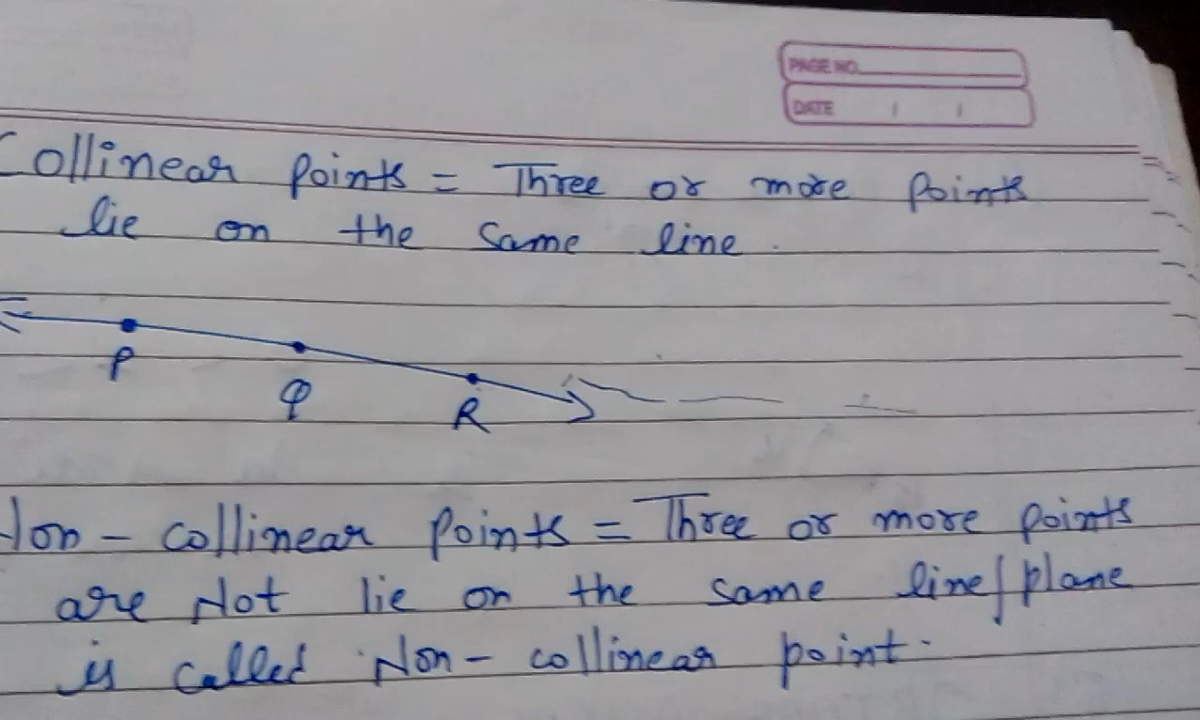 PAGE NO.
DATE / /
Collinear points = Three or more points
lie on the same line.
P
Q
R
Non-collinear points = Three or more points
are Not lie on the same line/plane
is called Non-collinear point.